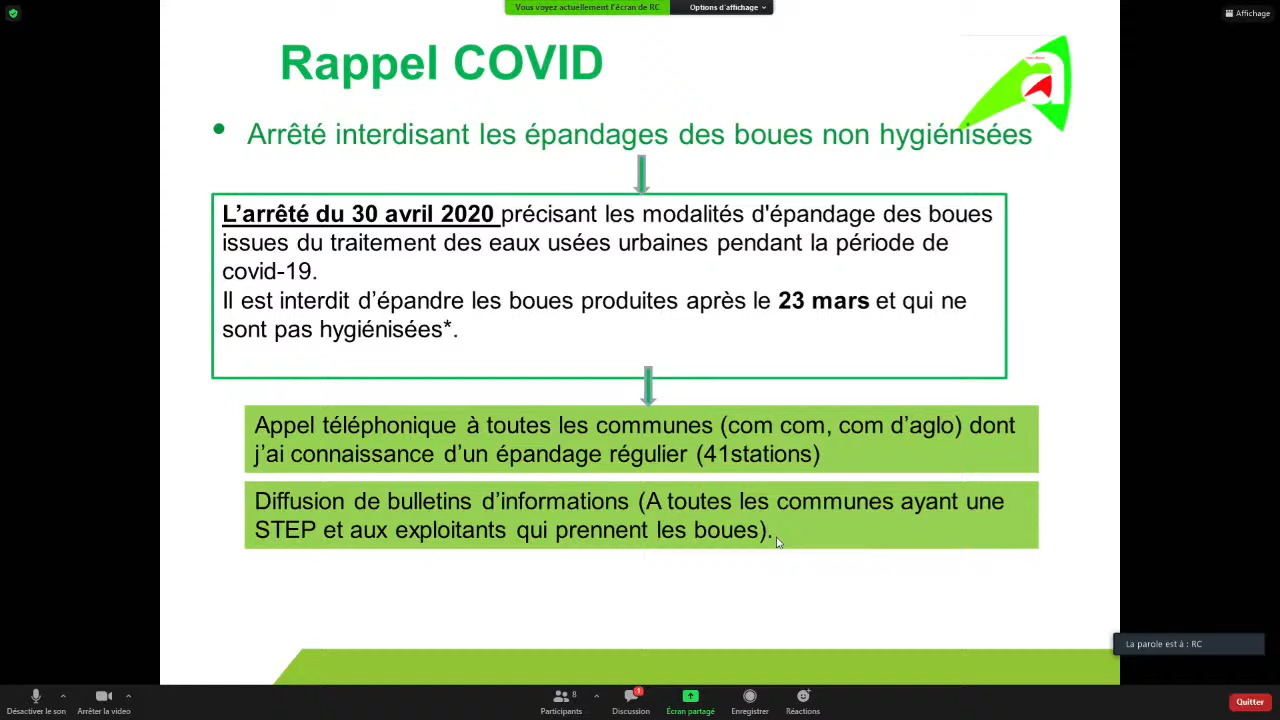 Vous voyez actuellement l'écran de RC
Options d'affichage
Affichage
Rappel COVID
a
• Arrêté interdisant les épandages des boues non hygiénisées
L'arrêté du 30 avril 2020 précisant les modalités d'épandage des boues
issues du traitement des eaux usées urbaines pendant la période de
covid-19.
Il est interdit d'épandre les boues produites après le 23 mars et qui ne
sont pas hygiénisées*.
Appel téléphonique à toutes les communes (com com, com d'aglo) dont
j'ai connaissance d'un épandage régulier (41stations)
Diffusion de bulletins d'informations (A toutes les communes ayant une
STEP et aux exploitants qui prennent les boues).
La parole est à : RC
Désactiver le son
Arrêter la vidéo
Participants
8
Discussion
1
Écran partagé
Enregistrer
Réactions
Quitter